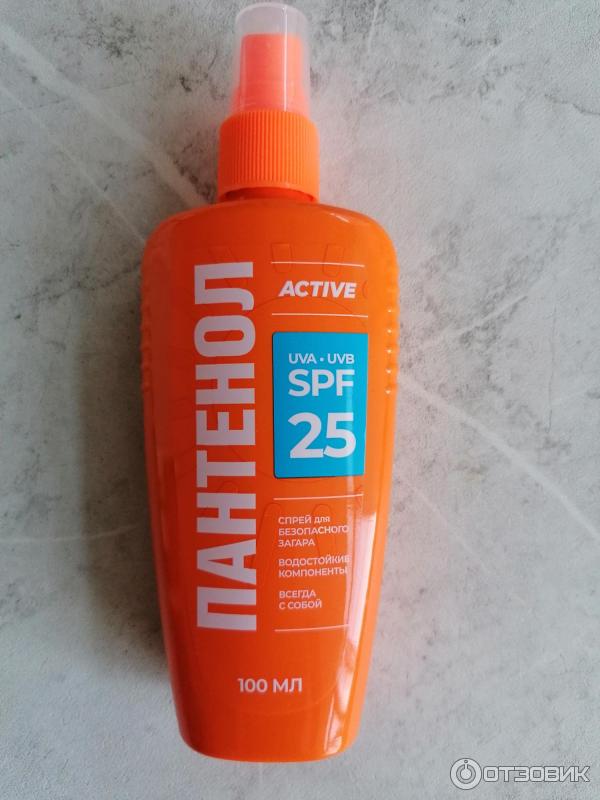 ПАНТЕНОЛ
ACTIVE
UVA • UVB
SPF
25
СПРЕЙ для
БЕЗОПАСНОГО
ЗАГАРА
ВОДОСТОЙКИЕ
КОМПОНЕНТЫ
ВСЕГДА
С СОБОЙ
100 МЛ
ОТЗОВИК